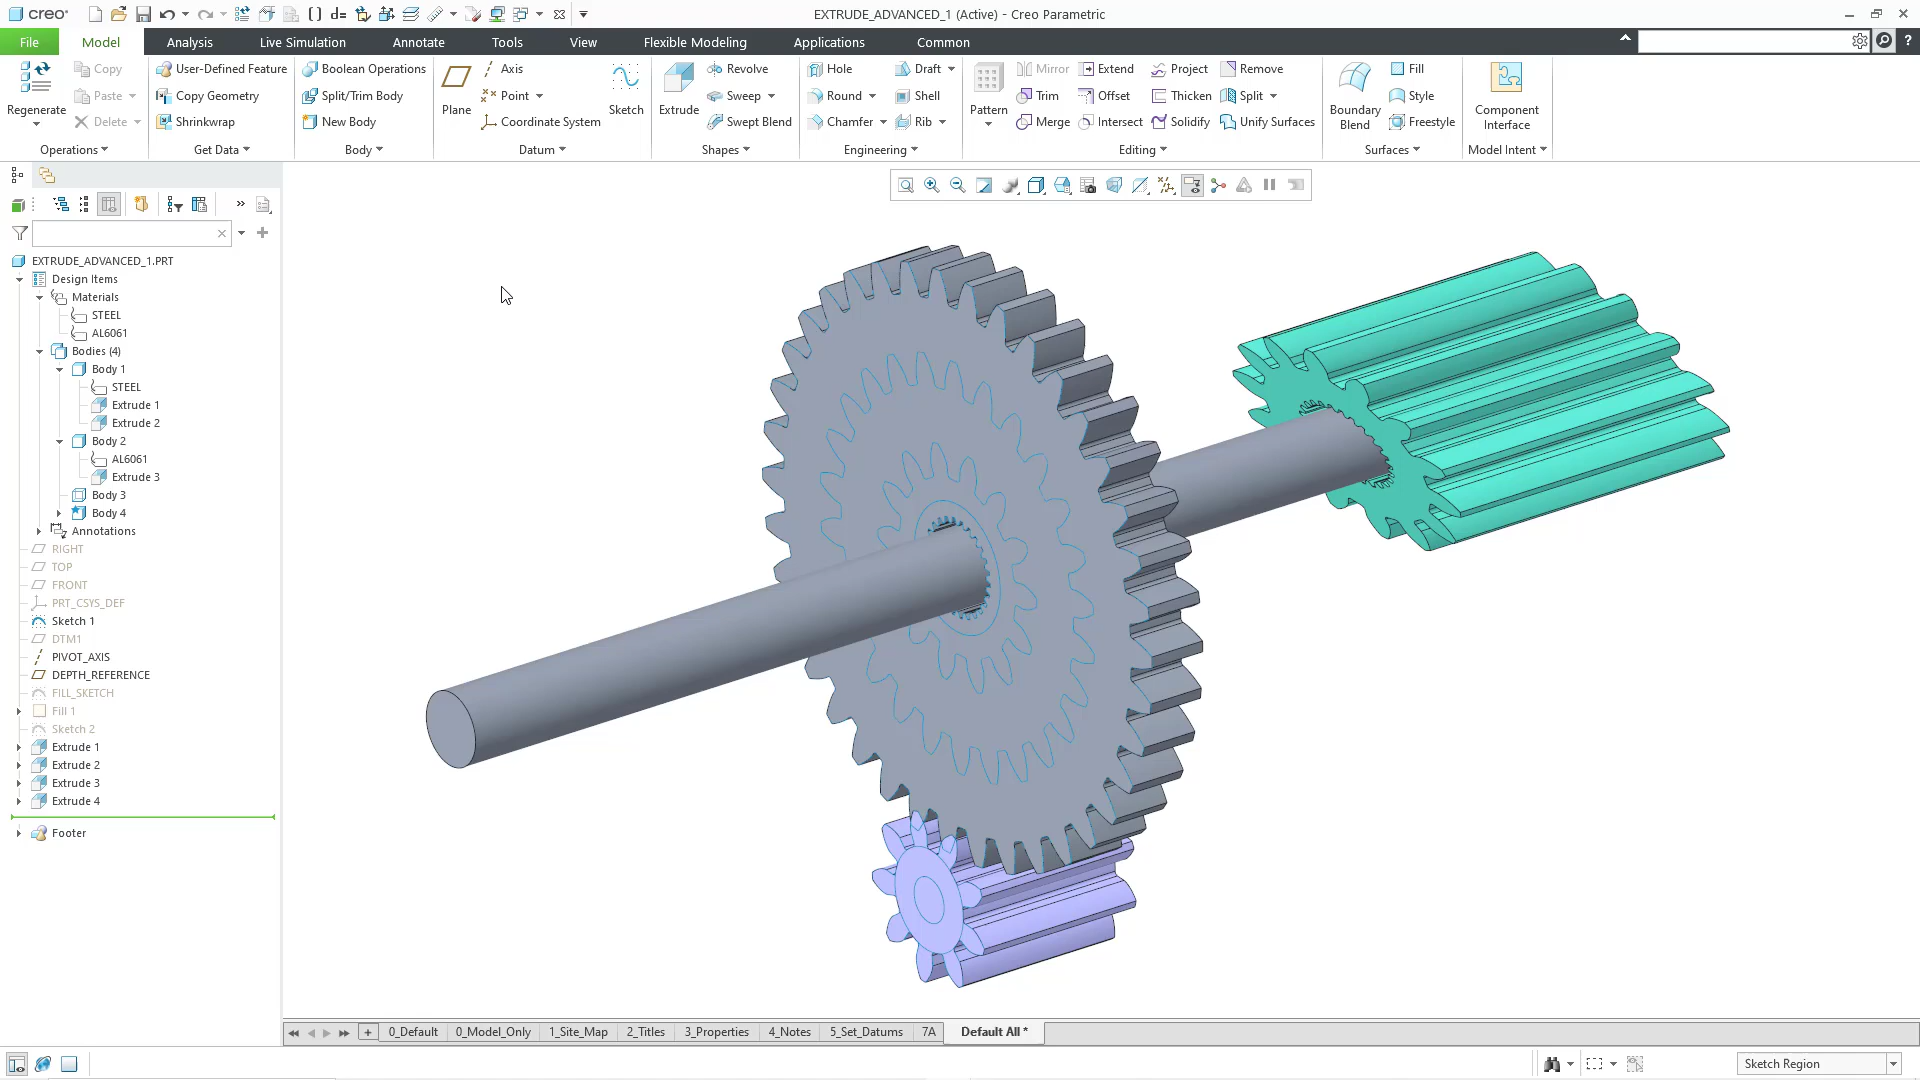 creo
EXTRUDE_ADVANCED_1 (Active) - Creo Parametric
File Model Analysis Live Simulation Annotate Tools View Flexible Modeling Applications Common
Regenerate
Copy
Paste
Delete
Operations
User-Defined Feature
Copy Geometry
Shrinkwrap
Get Data
Boolean Operations
Split/Trim Body
New Body
Body
Plane
Axis
Point
Coordinate System
Sketch
Datum
Extrude
Revolve
Sweep
Swept Blend
Shapes
Hole
Round
Chamfer
Draft
Shell
Rib
Engineering
Pattern
Mirror
Trim
Merge
Extend
Offset
Intersect
Project
Thicken
Solidify
Remove
Split
Unify Surfaces
Editing
Boundary
Blend
Fill
Style
Freestyle
Surfaces
Component
Interface
Model Intent
EXTRUDE_ADVANCED_1.PRT
Design Items
Materials
STEEL
AL6061
Bodies (4)
Body 1
STEEL
Extrude 1
Extrude 2
Body 2
AL6061
Extrude 3
Body 3
Body 4
Annotations
RIGHT
TOP
FRONT
PRT_CSYS_DEF
Sketch 1
DTM1
PIVOT_AXIS
DEPTH_REFERENCE
FILL_SKETCH
Fill 1
Sketch 2
Extrude 1
Extrude 2
Extrude 3
Extrude 4
Footer
0_Default 0_Model_Only 1_Site_Map 2_Titles 3_Properties 4_Notes 5_Set_Datums 7A Default All *
Sketch Region